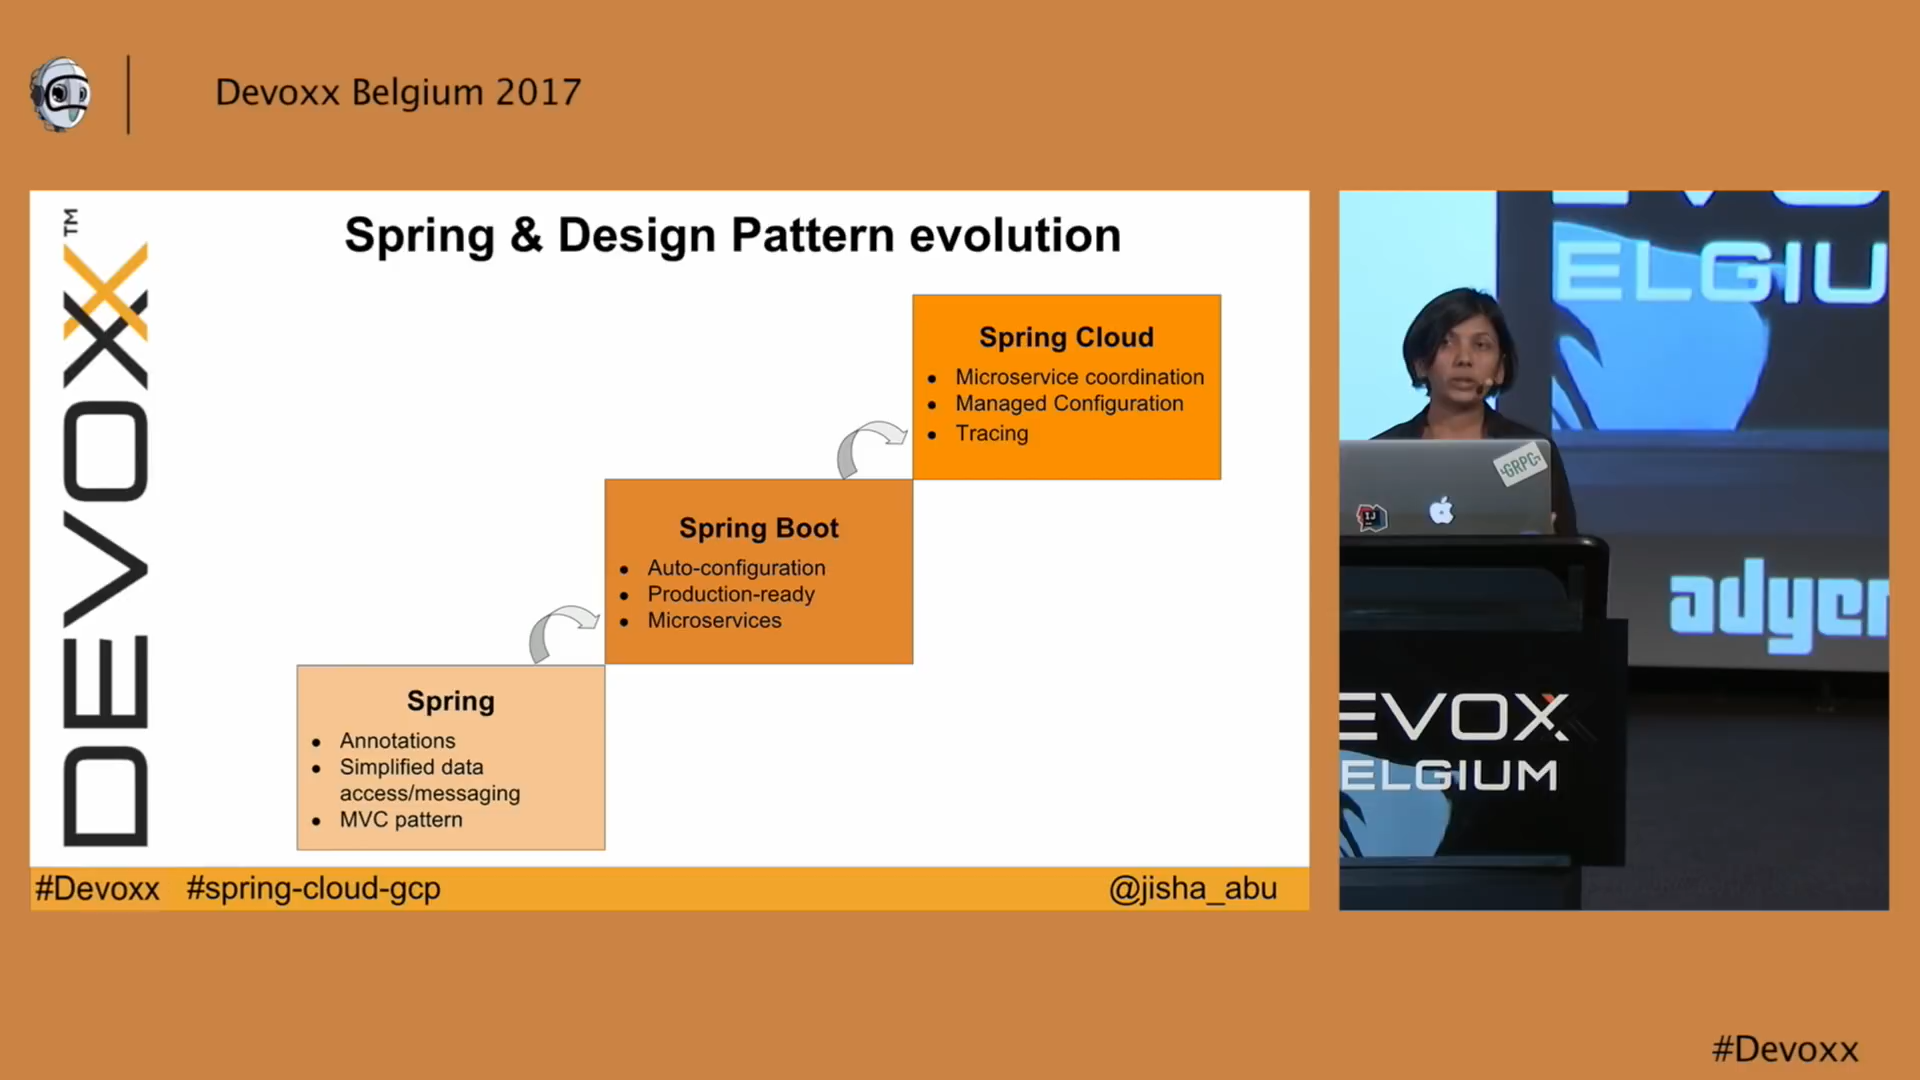 Devoxx Belgium 2017
DEVOXX™
Spring & Design Pattern evolution
Spring Cloud
● Microservice coordination
● Managed Configuration
● Tracing
Spring Boot
● Auto-configuration
● Production-ready
● Microservices
Spring
● Annotations
● Simplified data
access/messaging
● MVC pattern
#Devoxx #spring-cloud-gcp
@jisha_abu
ELGIU
GRPC
IJ
adyen
EVOX
ELGIUM
#Devoxx